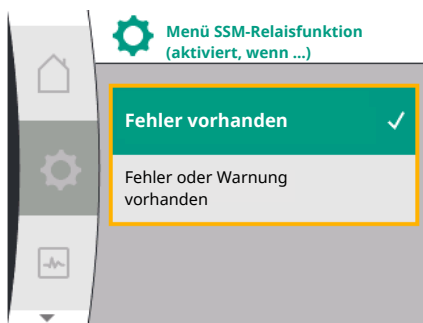 Menü SSM-Relaisfunktion
(aktiviert, wenn ...)
Fehler vorhanden
Fehler oder Warnung
vorhanden